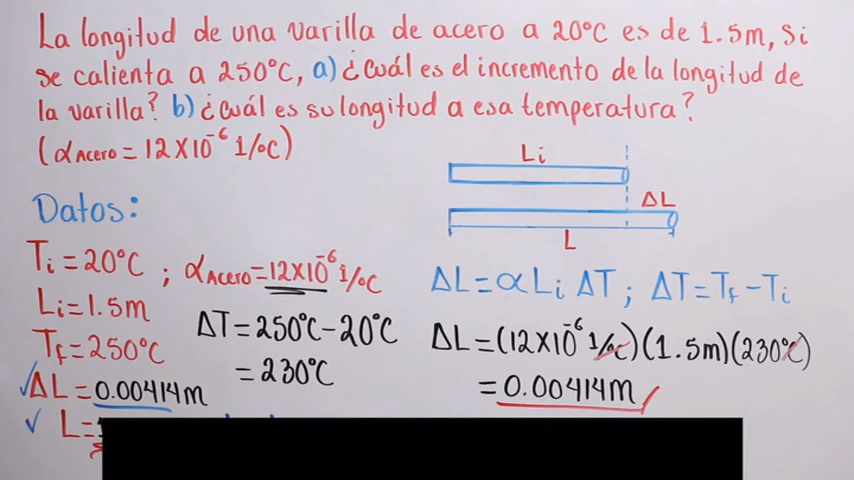 La longitud de una varilla de acero a 20°C es de 1.5m, si
se calienta a 250°C, a) ¿Cuál es el incremento de la longitud de
la varilla? b) ¿Cuál es su longitud a esa temperatura?
(αAcero = 12X10⁻⁶ 1/°C)
Li
ΔL
L
Datos:
Ti = 20°C ; αAcero = 12X10⁻⁶ 1/°C
Li = 1.5m
Tf = 250°C
ΔL = 0.00414m
L =
ΔT = 250°C - 20°C
= 230°C
ΔL = α Li ΔT ; ΔT = Tf - Ti
ΔL = (12X10⁻⁶ 1/°C)(1.5m)(230°C)
= 0.00414m